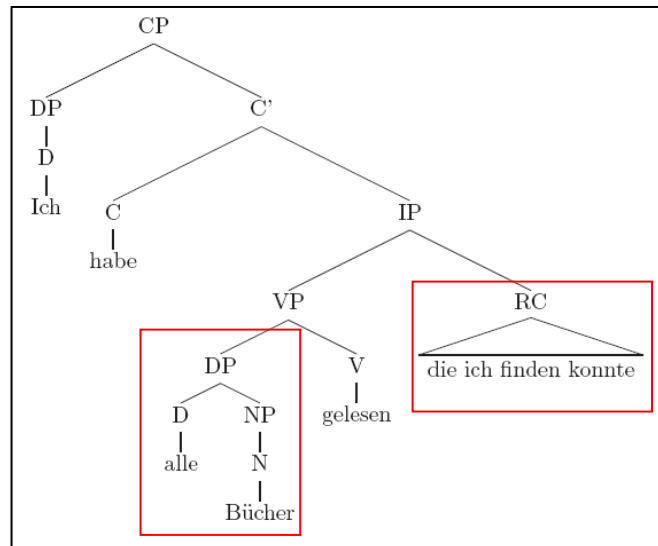 CP
DP C’
D
Ich C IP
habe
VP RC
DP V die ich finden konnte
D NP gelesen
alle N
Bücher